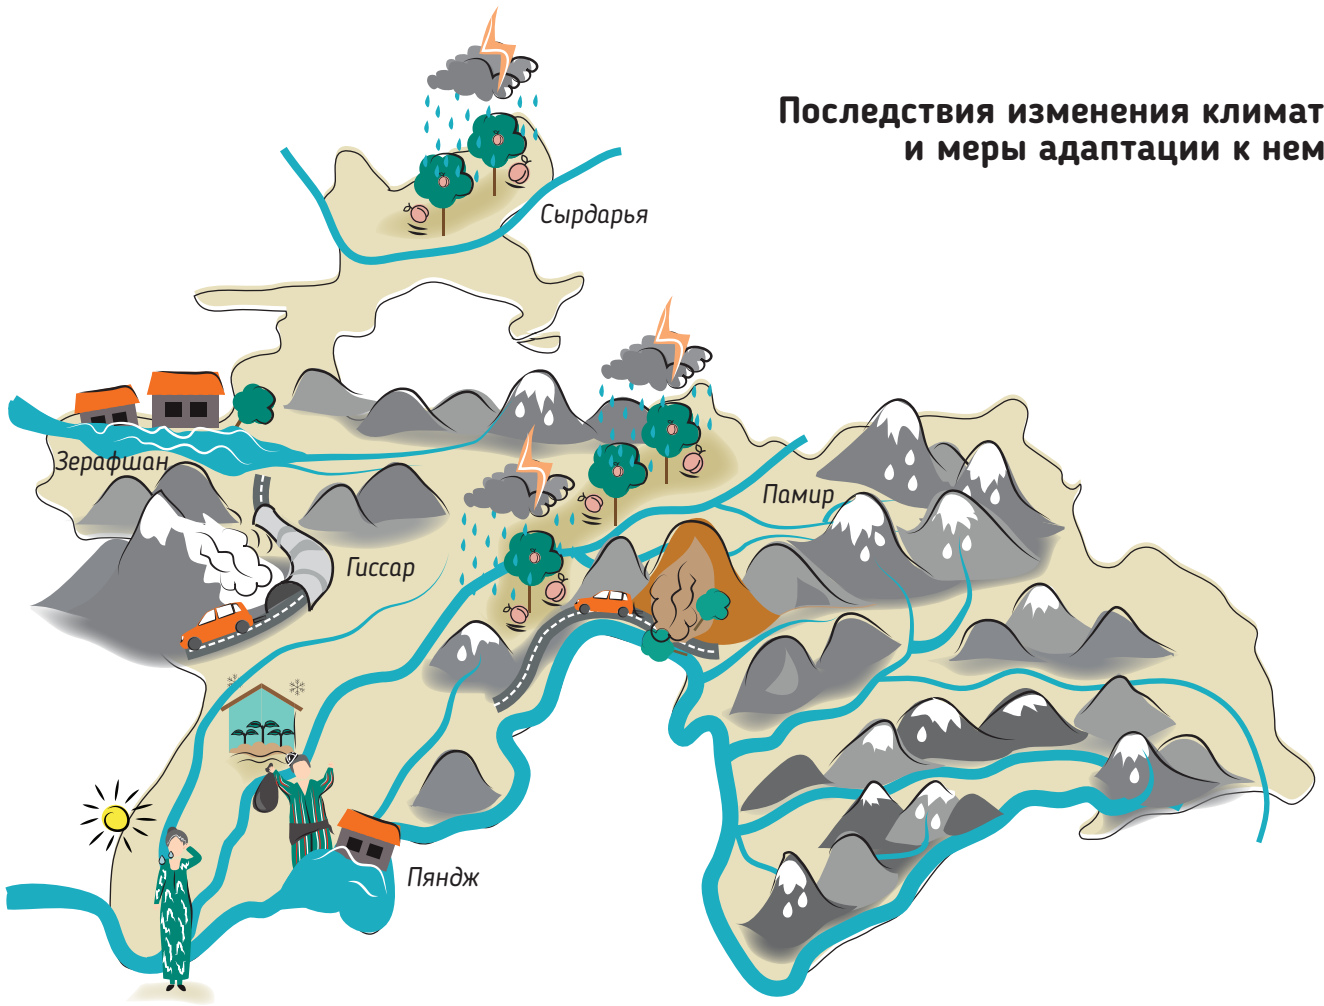 Последствия изменения климат
и меры адаптации к нем
Сырдарья
Зерафшан
Памир
Гиссар
Пяндж